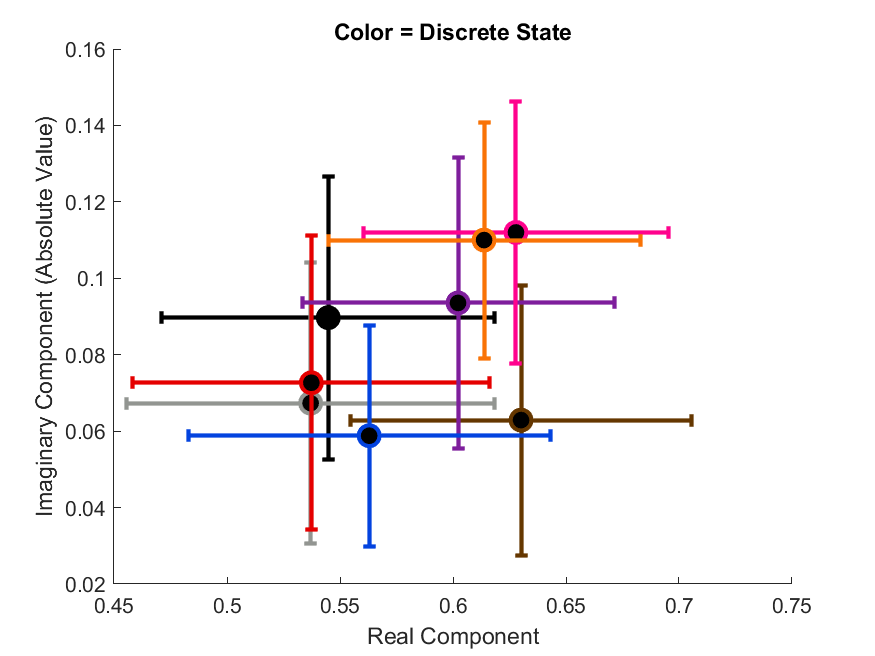 Color = Discrete State
Imaginary Component (Absolute Value)
0.16
0.14
0.12
0.1
0.08
0.06
0.04
0.02
0.45 0.5 0.55 0.6 0.65 0.7 0.75
Real Component